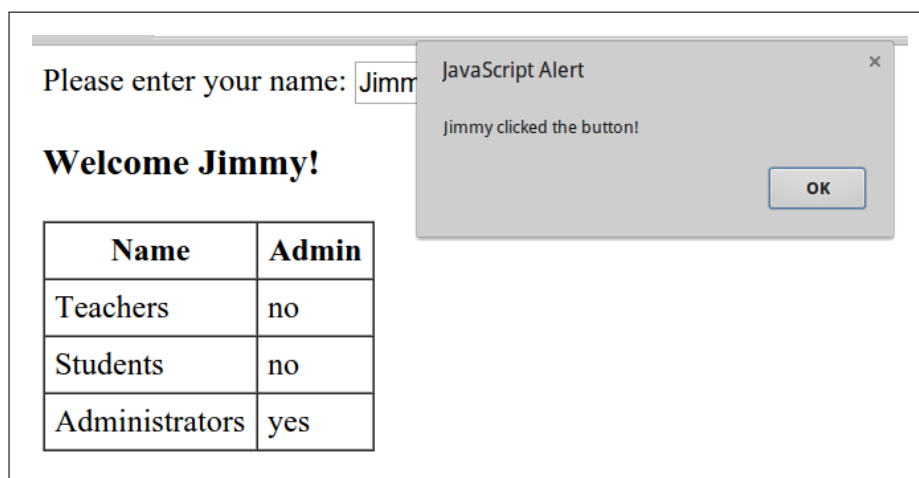 Please enter your name: Jimm
JavaScript Alert
×
Jimmy clicked the button!
OK
Welcome Jimmy!
Name Admin
Teachers no
Students no
Administrators yes